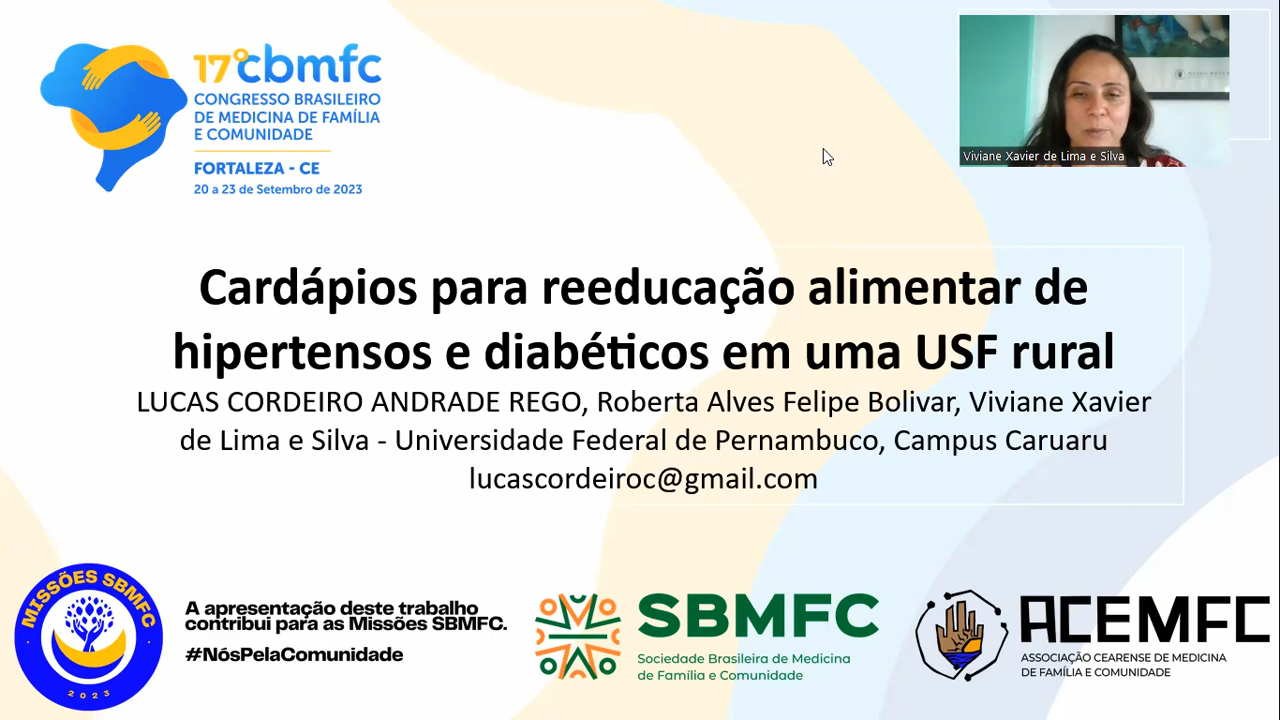 17º cbmfc
CONGRESSO BRASILEIRO
DE MEDICINA DE FAMÍLIA
E COMUNIDADE
FORTALEZA - CE
20 a 23 de Setembro de 2023
Viviane Xavier de Lima e Silva
Cardápios para reeducação alimentar de
hipertensos e diabéticos em uma USF rural
LUCAS CORDEIRO ANDRADE REGO, Roberta Alves Felipe Bolivar, Viviane Xavier
de Lima e Silva - Universidade Federal de Pernambuco, Campus Caruaru
lucascordeiroc@gmail.com
MISSÕES SBMFC
2023
A apresentação deste trabalho
contribui para as Missões SBMFC.
#NósPelaComunidade
SBMFC
Sociedade Brasileira de Medicina
de Família e Comunidade
ACEMFC
ASSOCIAÇÃO CEARENSE DE MEDICINA
DE FAMÍLIA E COMUNIDADE